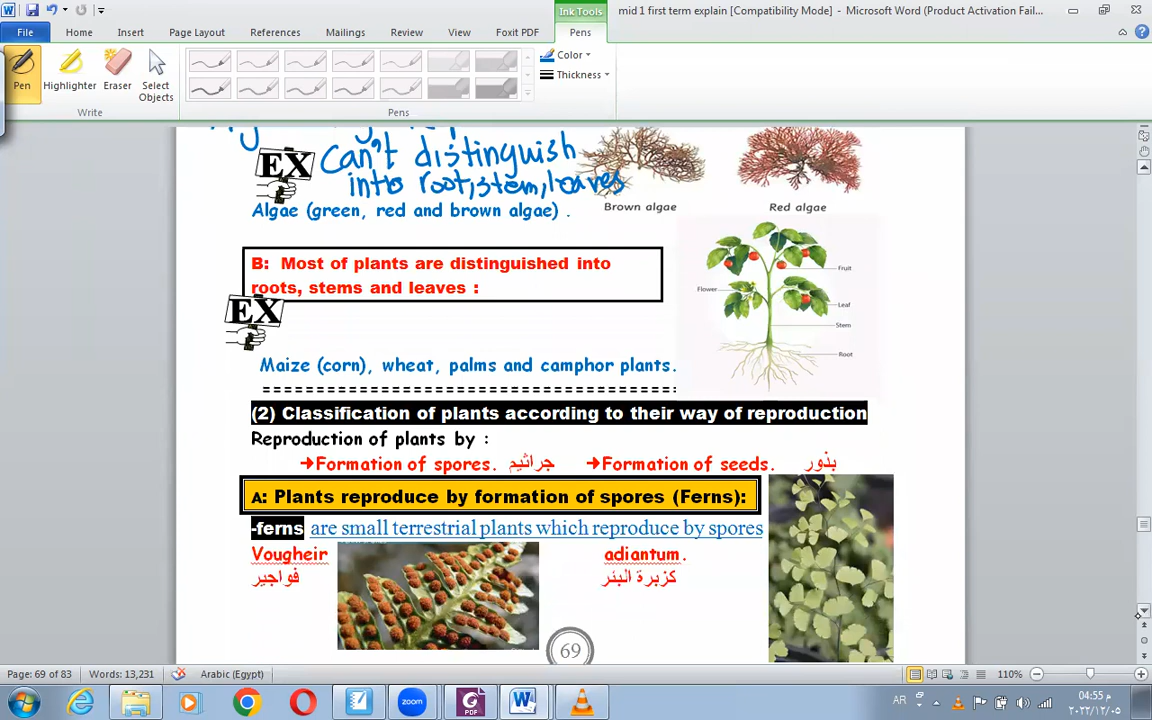 mid 1 first term explain [Compatibility Mode] - Microsoft Word (Product Activation Fail...
Ink Tools
File Home Insert Page Layout References Mailings Review View Foxit PDF Pens
Pen Highlighter Eraser Select Objects
Color
Thickness
Write Pens
EX can't distinguish
into root, stem, leaves
Brown algae Red algae
Algae (green, red and brown algae) .
B: Most of plants are distinguished into
roots, stems and leaves :
EX
Fruit
Flower
Leaf
Stem
Root
Maize (corn), wheat, palms and camphor plants.
====================================
(2) Classification of plants according to their way of reproduction
Reproduction of plants by :
➔Formation of spores. جراثيم ➔Formation of seeds. بذور
A: Plants reproduce by formation of spores (Ferns):
-ferns are small terrestrial plants which reproduce by spores
Vougheir adiantum.
فواجير كزبرة البئر
69
Page: 69 of 83 Words: 13,231 Arabic (Egypt) 110%
zoom PDF AR 04:55 م
٢٠٢٢/١٢/٠٥